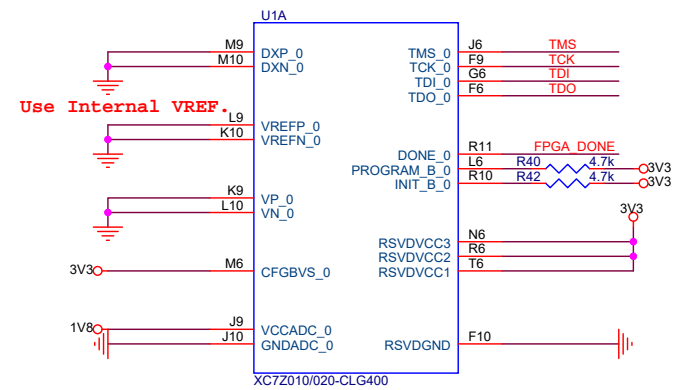 U1A
M9 DXP_0 TMS_0 J6 TMS
M10 DXN_0 TCK_0 F9 TCK
TDI_0 G6 TDI
TDO_0 F6 TDO
Use Internal VREF.
L9 VREFP_0
K10 VREFN_0
DONE_0 R11 FPGA_DONE
PROGRAM_B_0 L6 R40 4.7k 3V3
INIT_B_0 R10 R42 4.7k 3V3
K9 VP_0
L10 VN_0
3V3
RSVDVCC3 N6
RSVDVCC2 R6
3V3 M6 CFGBVS_0 RSVDVCC1 T6
1V8 J9 VCCADC_0
J10 GNDADC_0 RSVDGND F10
XC7Z010/020-CLG400